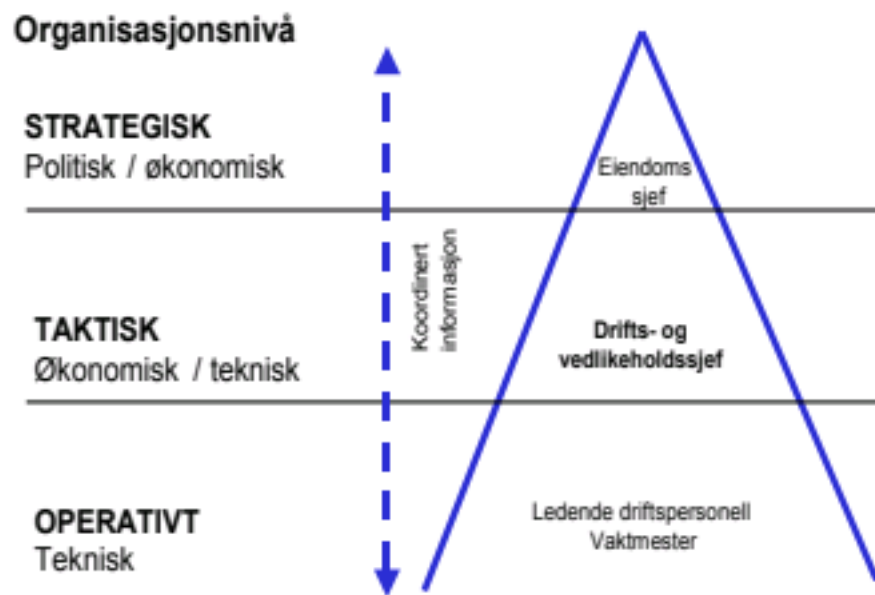 Organisasjonsnivå
STRATEGISK
Politisk / økonomisk
Eiendoms
sjef
Koordinert
informasjon
TAKTISK
Økonomisk / teknisk
Drifts- og
vedlikeholdssjef
OPERATIVT
Teknisk
Ledende driftspersonell
Vaktmester